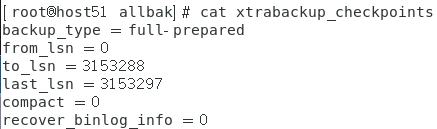 [root@host51 allbak]# cat xtrabackup_checkpoints
backup_type = full-prepared
from_lsn = 0
to_lsn = 3153288
last_lsn = 3153297
compact = 0
recover_binlog_info = 0